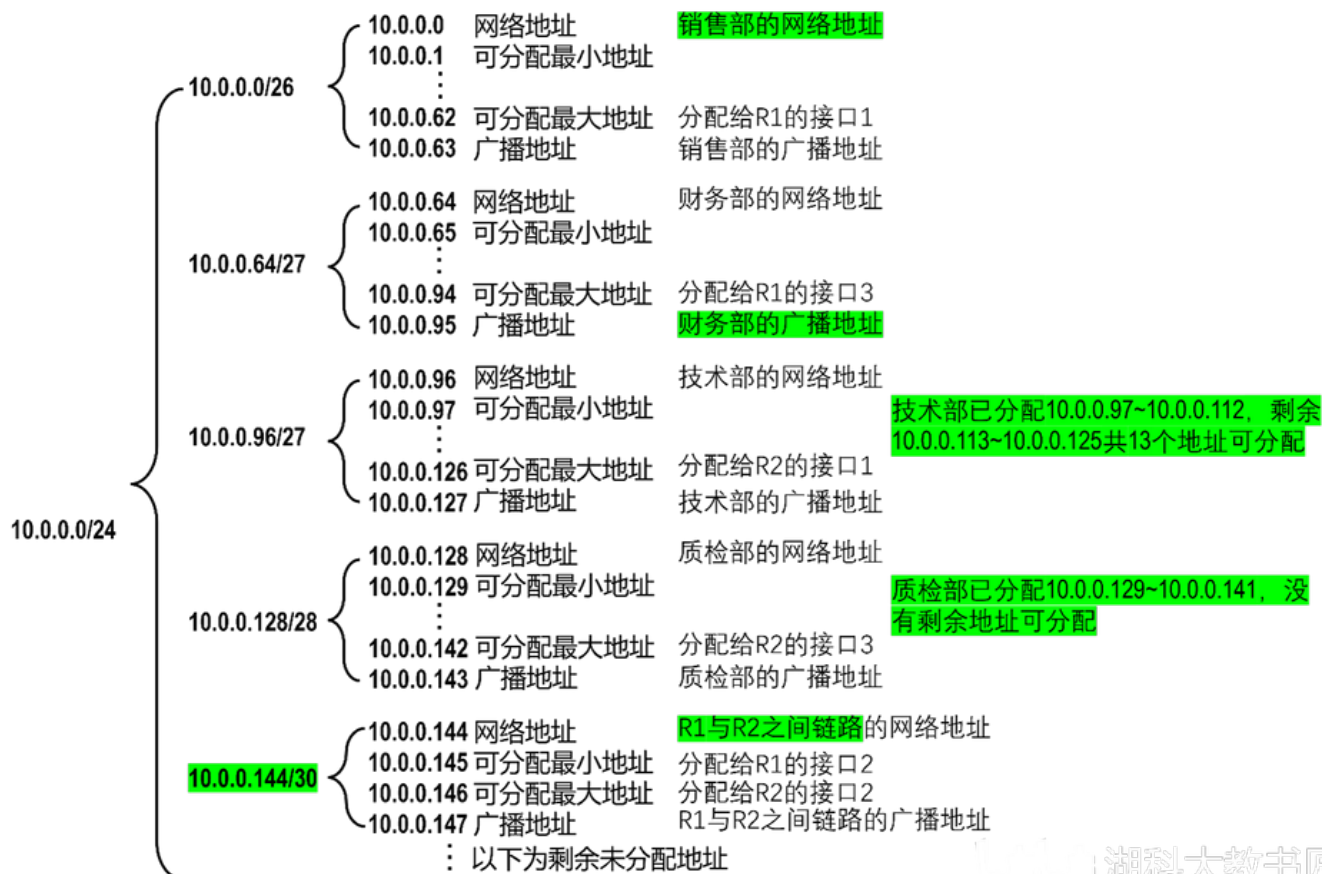 10.0.0.0 网络地址 销售部的网络地址
10.0.0.1 可分配最小地址
10.0.0.0/26
10.0.0.62 可分配最大地址 分配给R1的接口1
10.0.0.63 广播地址 销售部的广播地址
10.0.0.64 网络地址 财务部的网络地址
10.0.0.65 可分配最小地址
10.0.0.64/27
10.0.0.94 可分配最大地址 分配给R1的接口3
10.0.0.95 广播地址 财务部的广播地址
10.0.0.96 网络地址 技术部的网络地址
10.0.0.97 可分配最小地址 技术部已分配10.0.0.97~10.0.0.112，剩余
10.0.0.96/27 10.0.0.113~10.0.0.125共13个地址可分配
10.0.0.126 可分配最大地址 分配给R2的接口1
10.0.0.127 广播地址 技术部的广播地址
10.0.0.0/24
10.0.0.128 网络地址 质检部的网络地址
10.0.0.129 可分配最小地址 质检部已分配10.0.0.129~10.0.0.141，没
10.0.0.128/28 有剩余地址可分配
10.0.0.142 可分配最大地址 分配给R2的接口3
10.0.0.143 广播地址 质检部的广播地址
10.0.0.144 网络地址 R1与R2之间链路的网络地址
10.0.0.145 可分配最小地址 分配给R1的接口2
10.0.0.144/30
10.0.0.146 可分配最大地址 分配给R2的接口2
10.0.0.147 广播地址 R1与R2之间链路的广播地址
以下为剩余未分配地址
湖科大教书